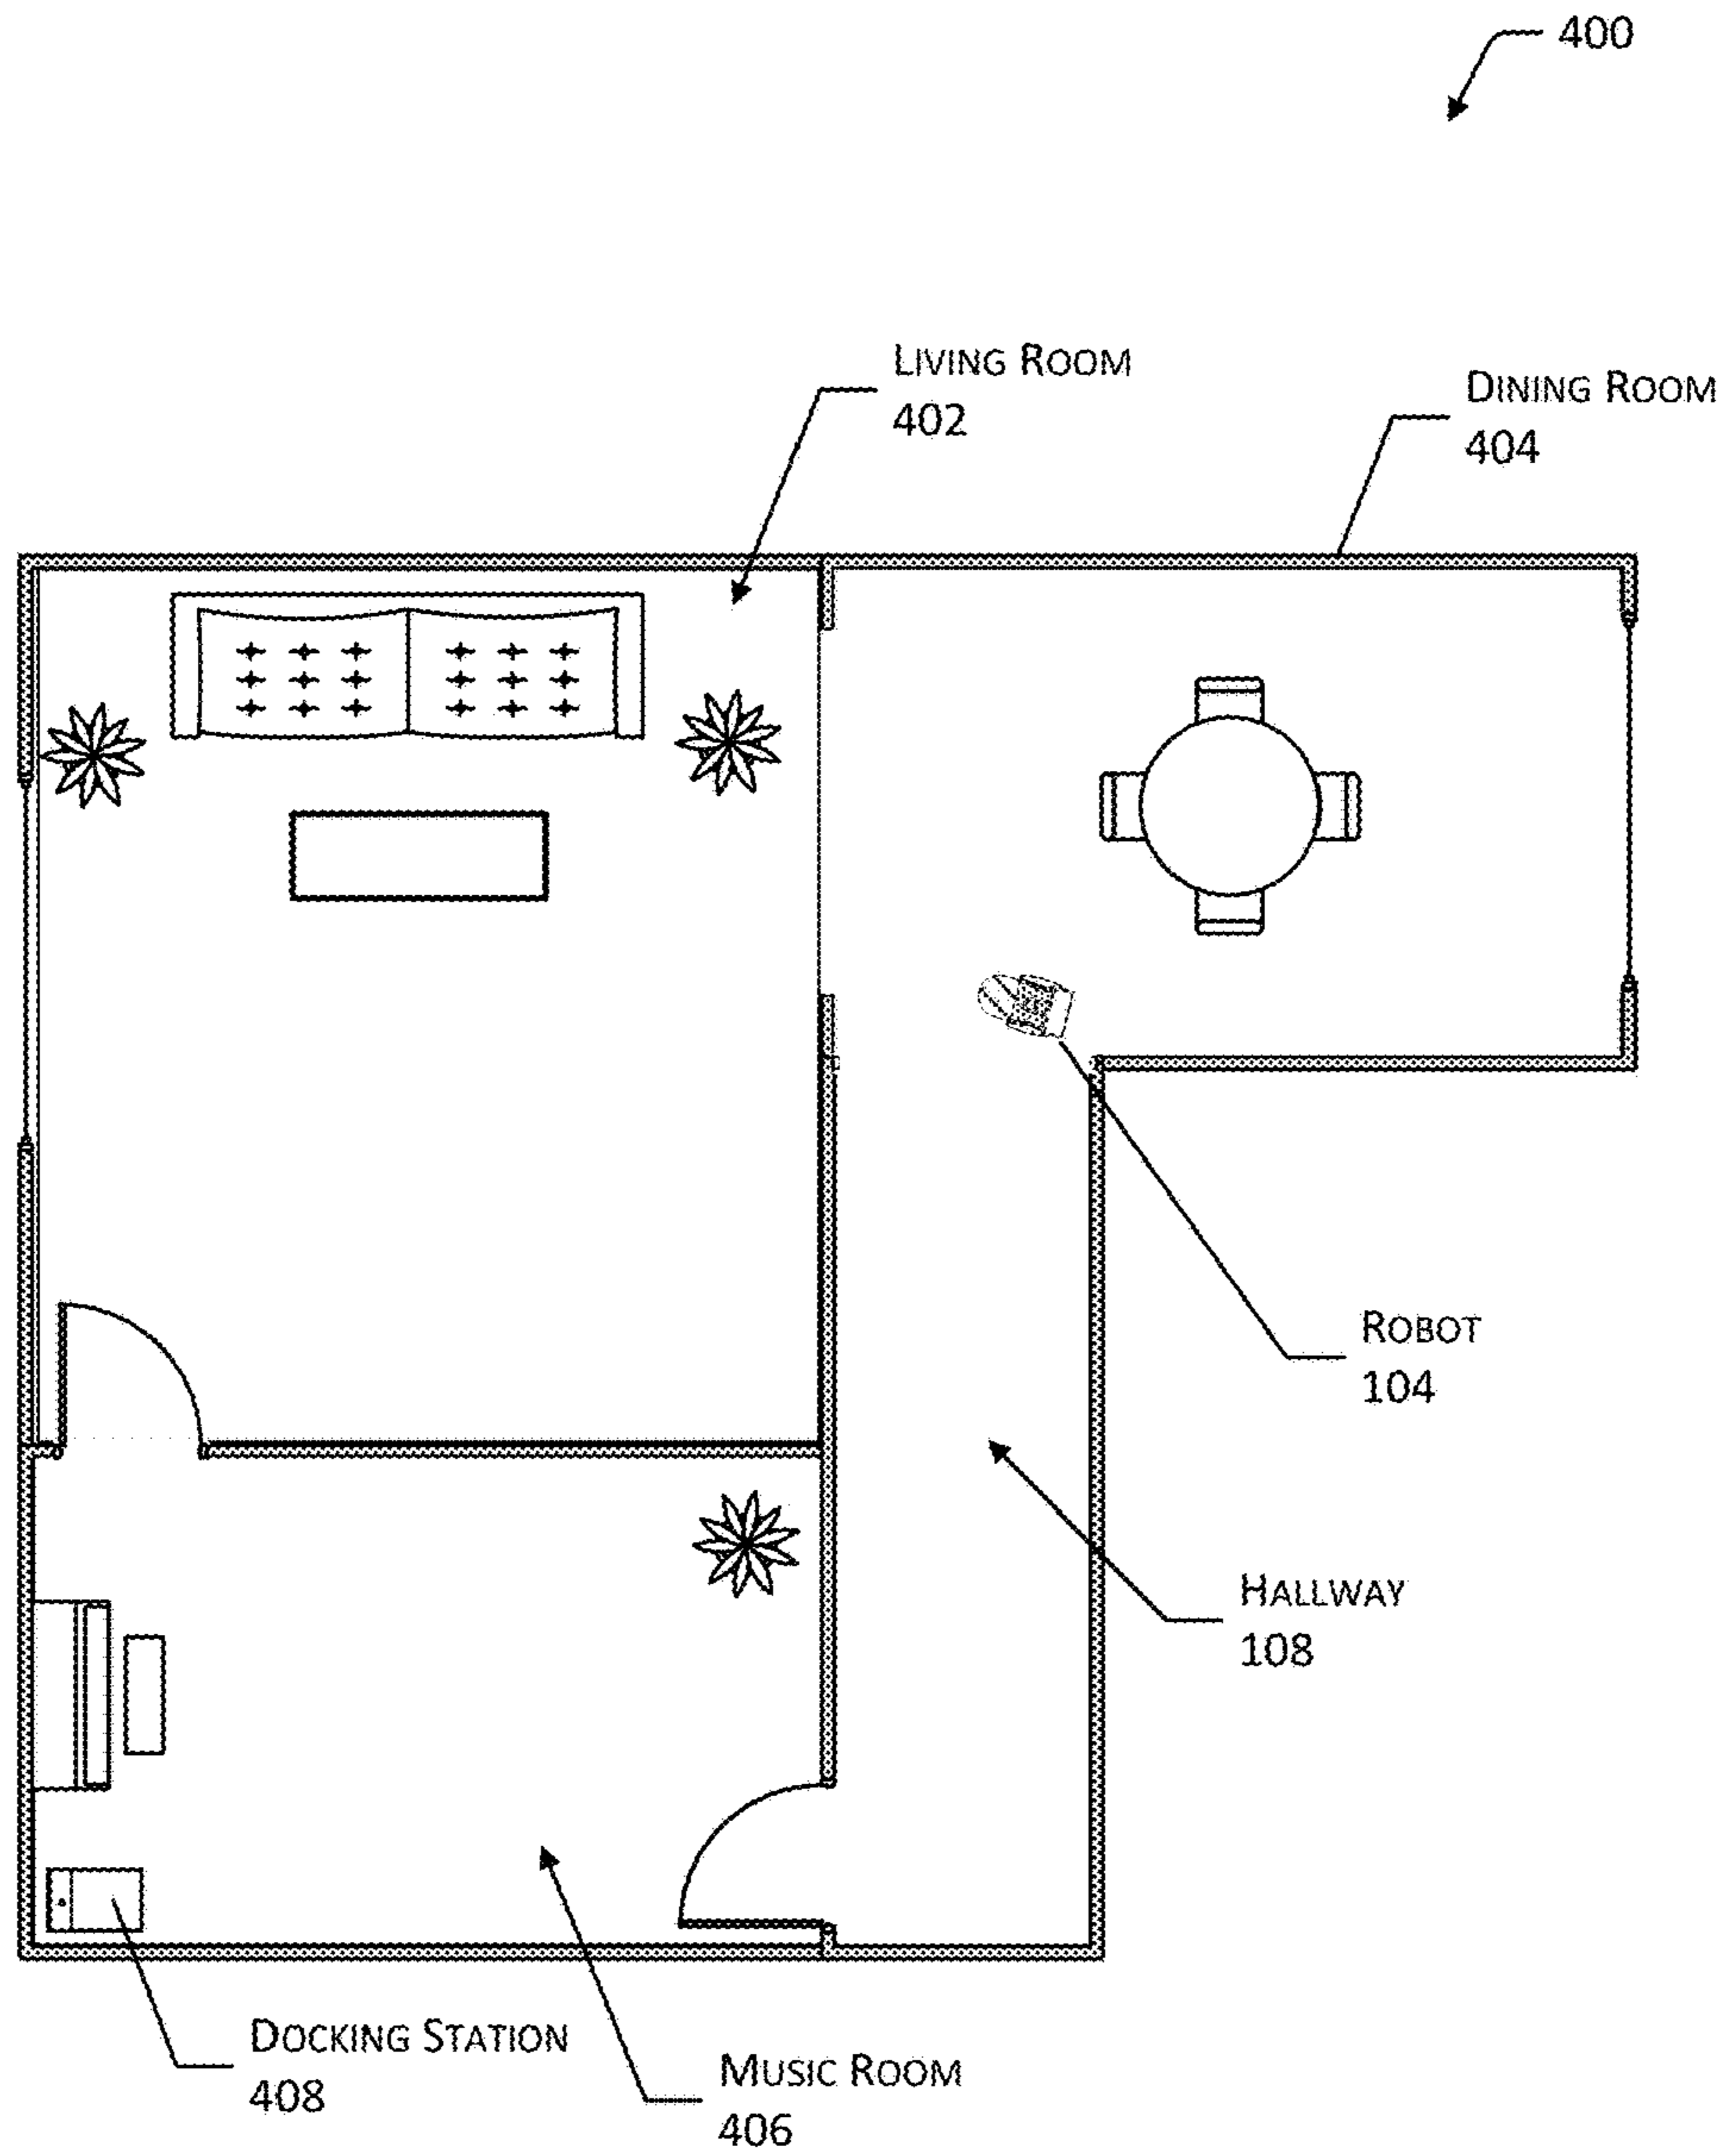 400
LIVING ROOM
402
DINING ROOM
404
ROBOT
104
HALLWAY
108
DOCKING STATION
408
MUSIC ROOM
406